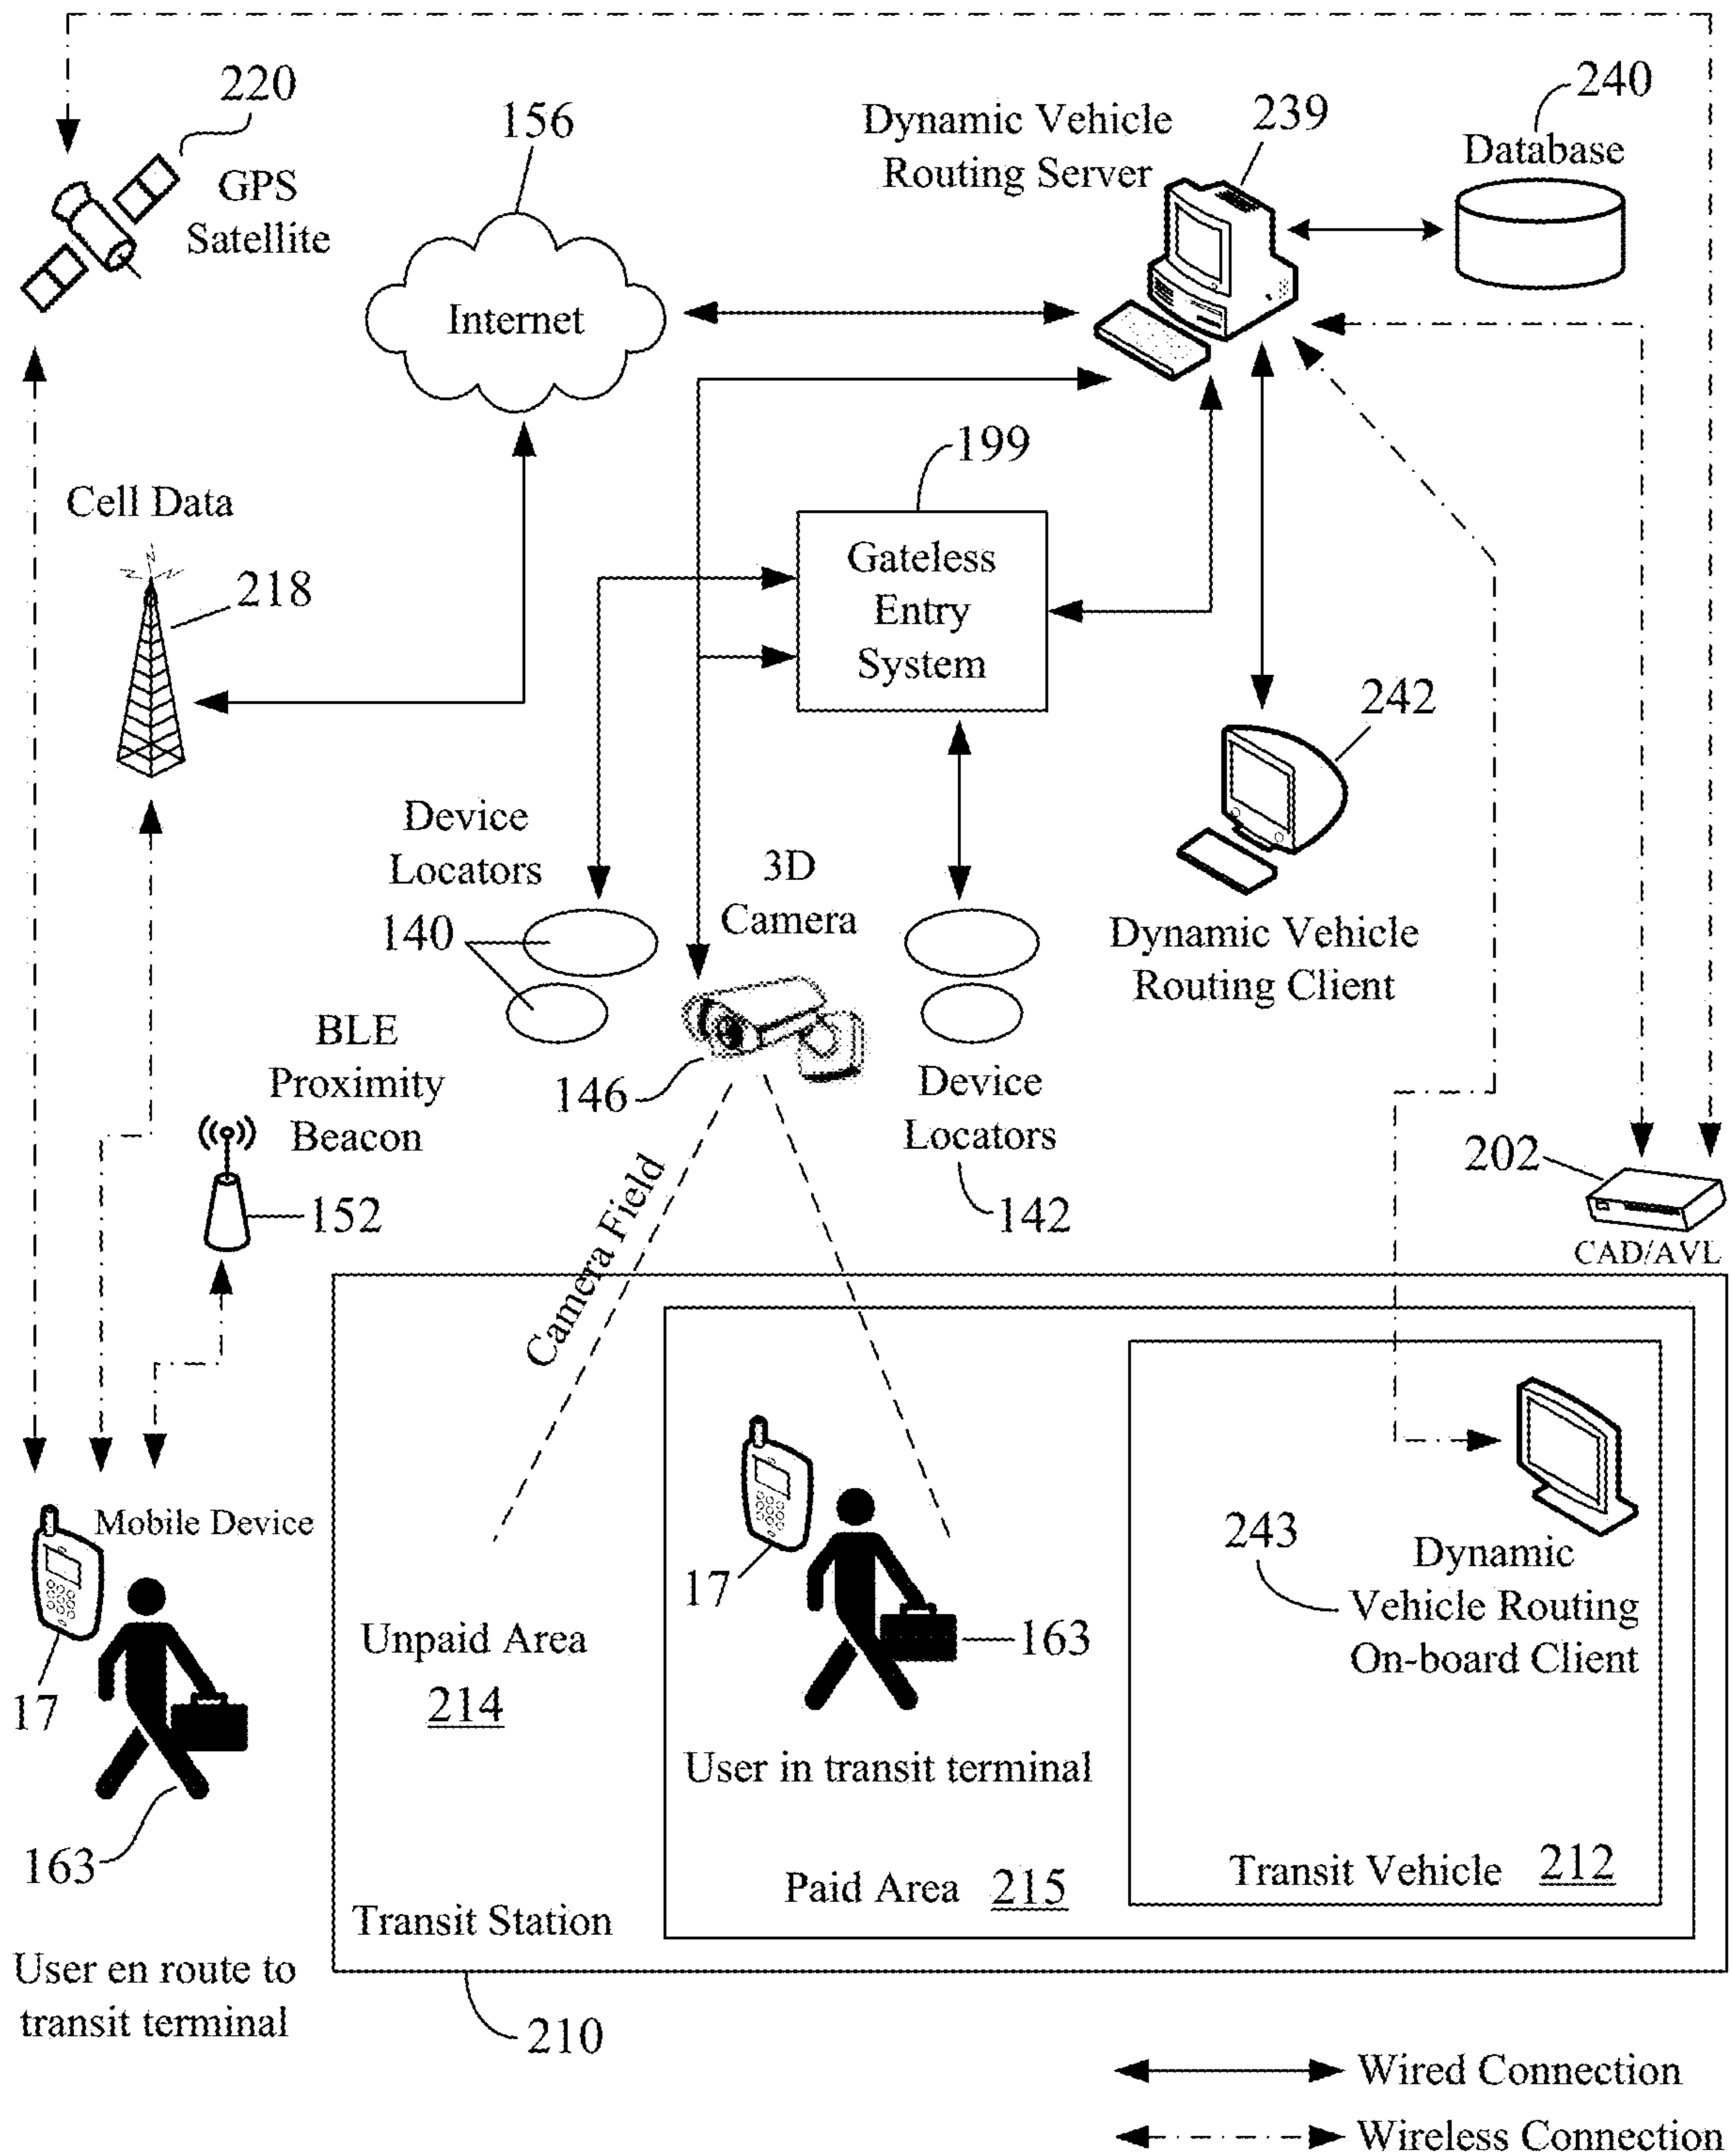 220
GPS
Satellite
156
Internet
Dynamic Vehicle
Routing Server
239
240
Database
199
Gateless
Entry
System
Cell Data
218
242
Dynamic Vehicle
Routing Client
Device
Locators
140
3D
Camera
146
Device
Locators
142
BLE
Proximity
Beacon
152
Camera Field
202
CAD/AVL
Mobile Device
17
163
User en route to
transit terminal
Unpaid Area
214
17
163
User in transit terminal
243
Dynamic
Vehicle Routing
On-board Client
Transit Vehicle 212
Paid Area 215
Transit Station
210
Wired Connection
Wireless Connection